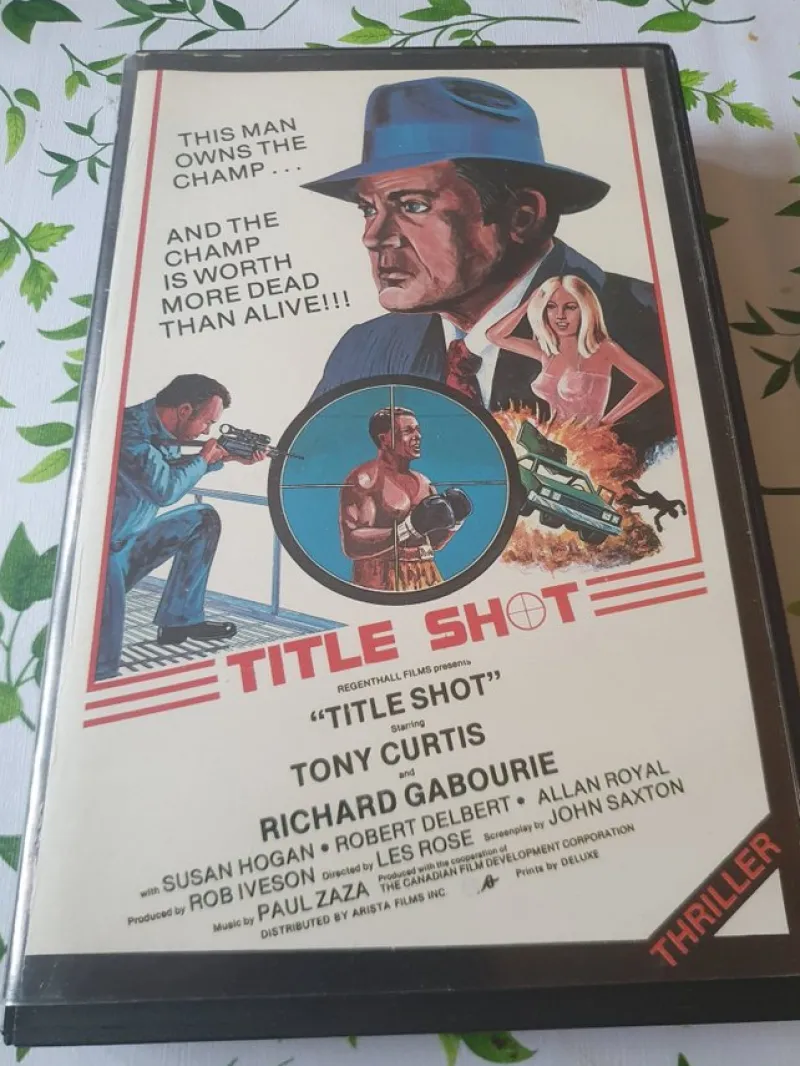 THIS MAN
OWNS THE
CHAMP...
AND THE
CHAMP
IS WORTH
MORE DEAD
THAN ALIVE!!!
TITLE SHOT
REGENTHALL FILMS presents
"TITLE SHOT"
Starring
TONY CURTIS
and
RICHARD GABOURIE
with SUSAN HOGAN • ROBERT DELBERT • ALLAN ROYAL
Produced by ROB IVESON Directed by LES ROSE Screenplay by JOHN SAXTON
Music by PAUL ZAZA Produced with the cooperation of
THE CANADIAN FILM DEVELOPMENT CORPORATION
DISTRIBUTED BY ARISTA FILMS INC. Prints by DELUXE
THRILLER